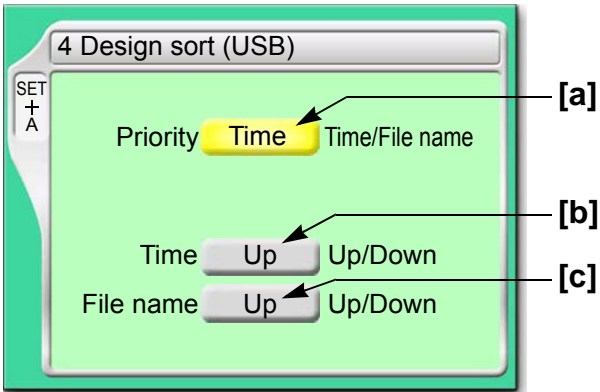 4 Design sort (USB)
SET
+
A
[a]
Priority Time Time/File name
[b]
Time Up Up/Down
[c]
File name Up Up/Down